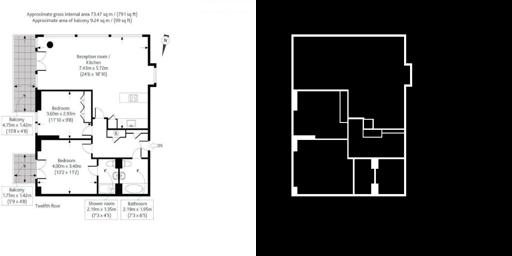 Approximate gross internal area 73.47 sq m / (791 sq ft)
Approximate area of balcony 9.24 sq m / (99 sq ft)
N
Reception room /
Kitchen
7.43m x 5.72m
(24'6 x 18'10)
Bedroom
3.60m x 2.93m
(11'10 x 9'8)
Balcony
4.75m x 1.42m
(15'8 x 4'8)
IN
Bedroom
4.00m x 3.40m
(13'2 x 11'2)
Balcony
1.75m x 1.42m
(5'9 x 4'8)
Twelfth floor
Shower room
2.19m x 1.35m
(7'3 x 4'5)
Bathroom
2.19m x 1.95m
(7'3 x 6'5)